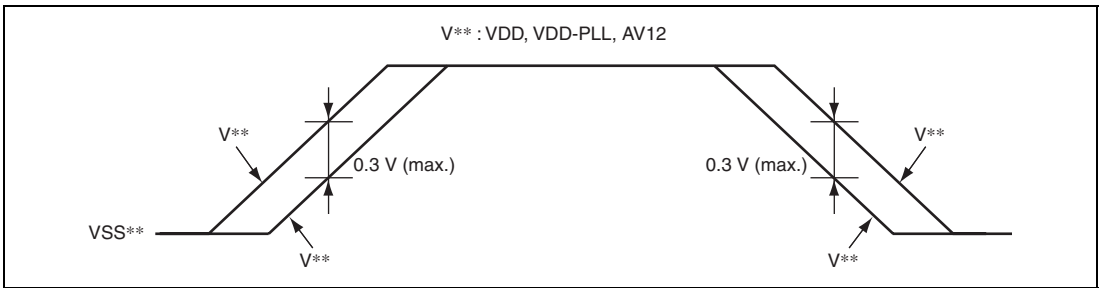 V** : VDD, VDD-PLL, AV12
V** V**
0.3 V (max.) 0.3 V (max.)
VSS**
V** V**